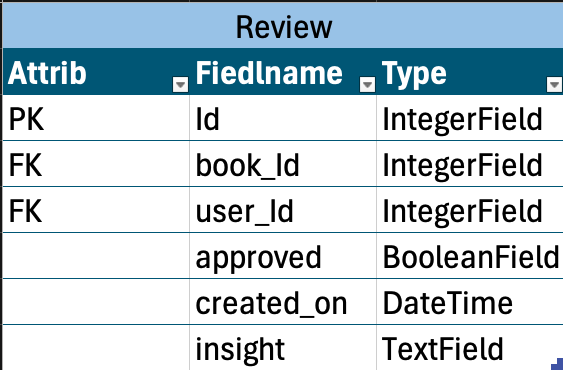 Review
Attrib Fiedlname Type
PK Id IntegerField
FK book_Id IntegerField
FK user_Id IntegerField
approved BooleanField
created_on DateTime
insight TextField